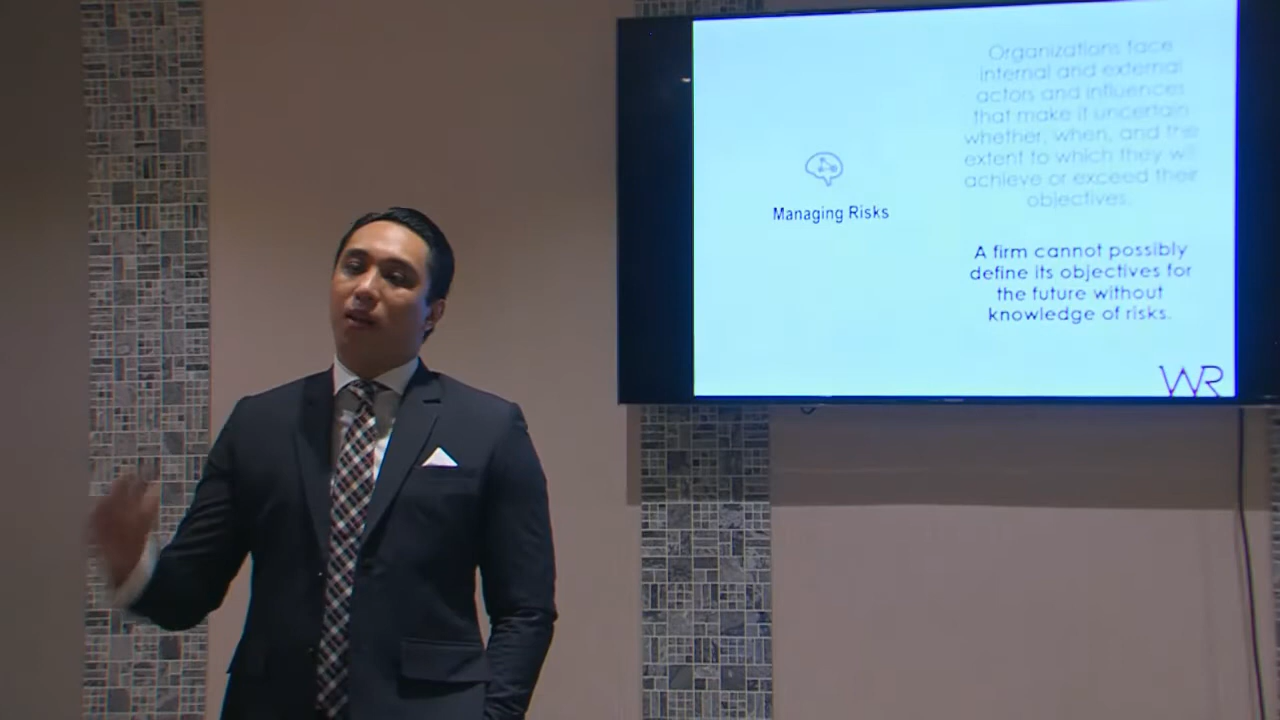 Managing Risks
Organizations face
internal and external
actors and influences
that make it uncertain
whether, when, and the
extent to which they will
achieve or exceed their
objectives.
A firm cannot possibly
define its objectives for
the future without
knowledge of risks.
WR